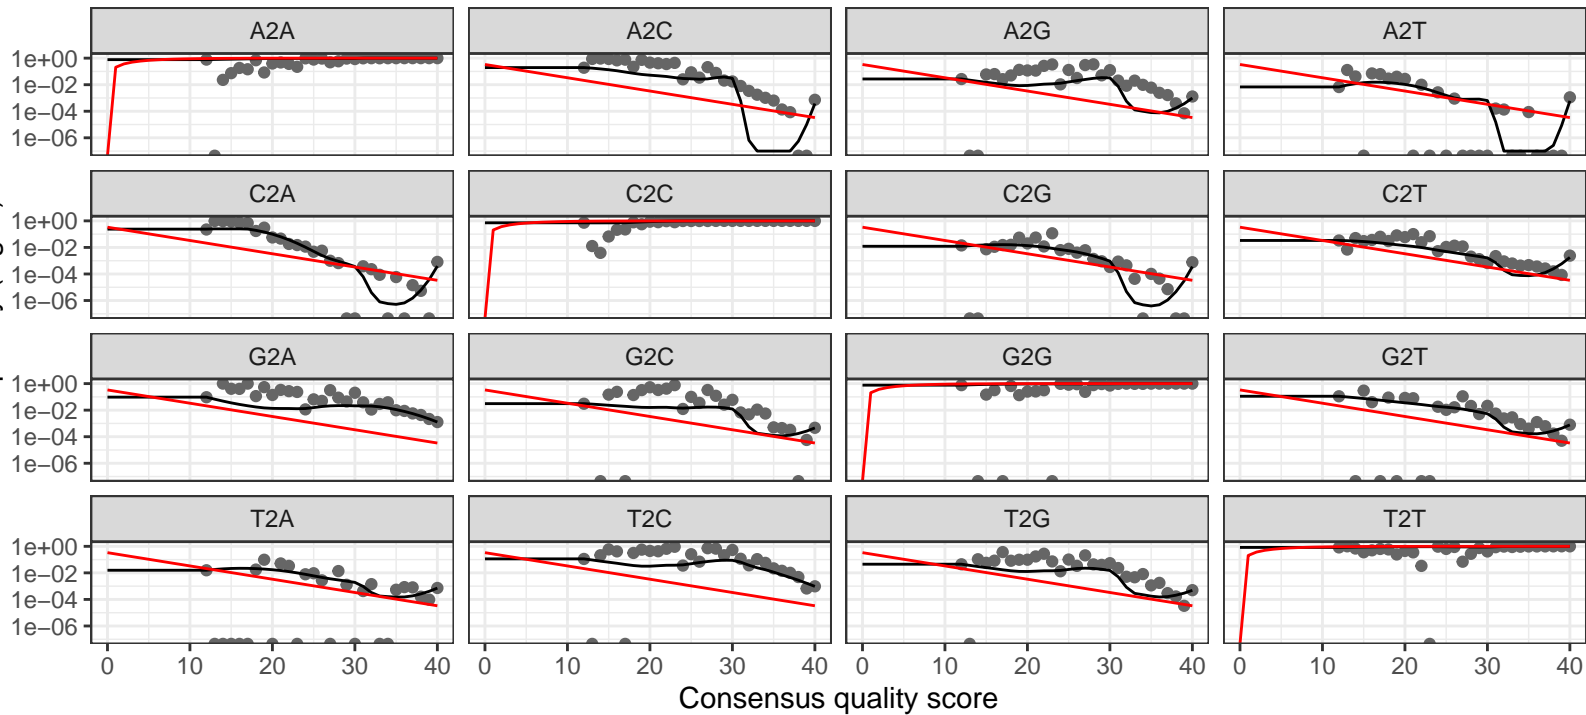 A2A A2C A2G A2T
1e+00
1e−02
1e−04
1e−06
C2A C2C C2G C2T
1e+00
1e−02
1e−04
1e−06
G2A G2C G2G G2T
1e+00
1e−02
1e−04
1e−06
T2A T2C T2G T2T
1e+00
1e−02
1e−04
1e−06
0 10 20 30 40 0 10 20 30 40 0 10 20 30 40 0 10 20 30 40
Consensus quality score